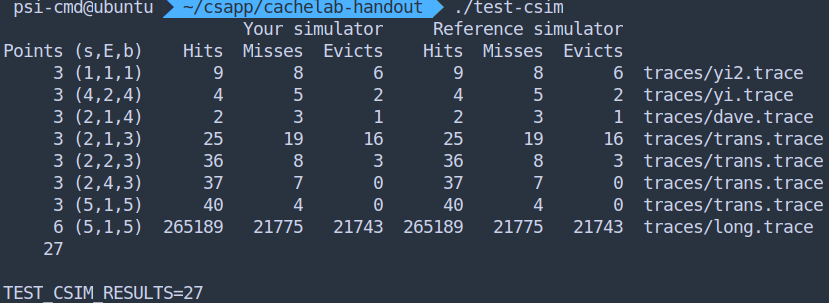 psi-cmd@ubuntu ~/csapp/cachelab-handout ./test-csim
Your simulator Reference simulator
Points (s,E,b) Hits Misses Evicts Hits Misses Evicts
3 (1,1,1) 9 8 6 9 8 6 traces/yi2.trace
3 (4,2,4) 4 5 2 4 5 2 traces/yi.trace
3 (2,1,4) 2 3 1 2 3 1 traces/dave.trace
3 (2,1,3) 25 19 16 25 19 16 traces/trans.trace
3 (2,2,3) 36 8 3 36 8 3 traces/trans.trace
3 (2,4,3) 37 7 0 37 7 0 traces/trans.trace
3 (5,1,5) 40 4 0 40 4 0 traces/trans.trace
6 (5,1,5) 265189 21775 21743 265189 21775 21743 traces/long.trace
27
TEST_CSIM_RESULTS=27